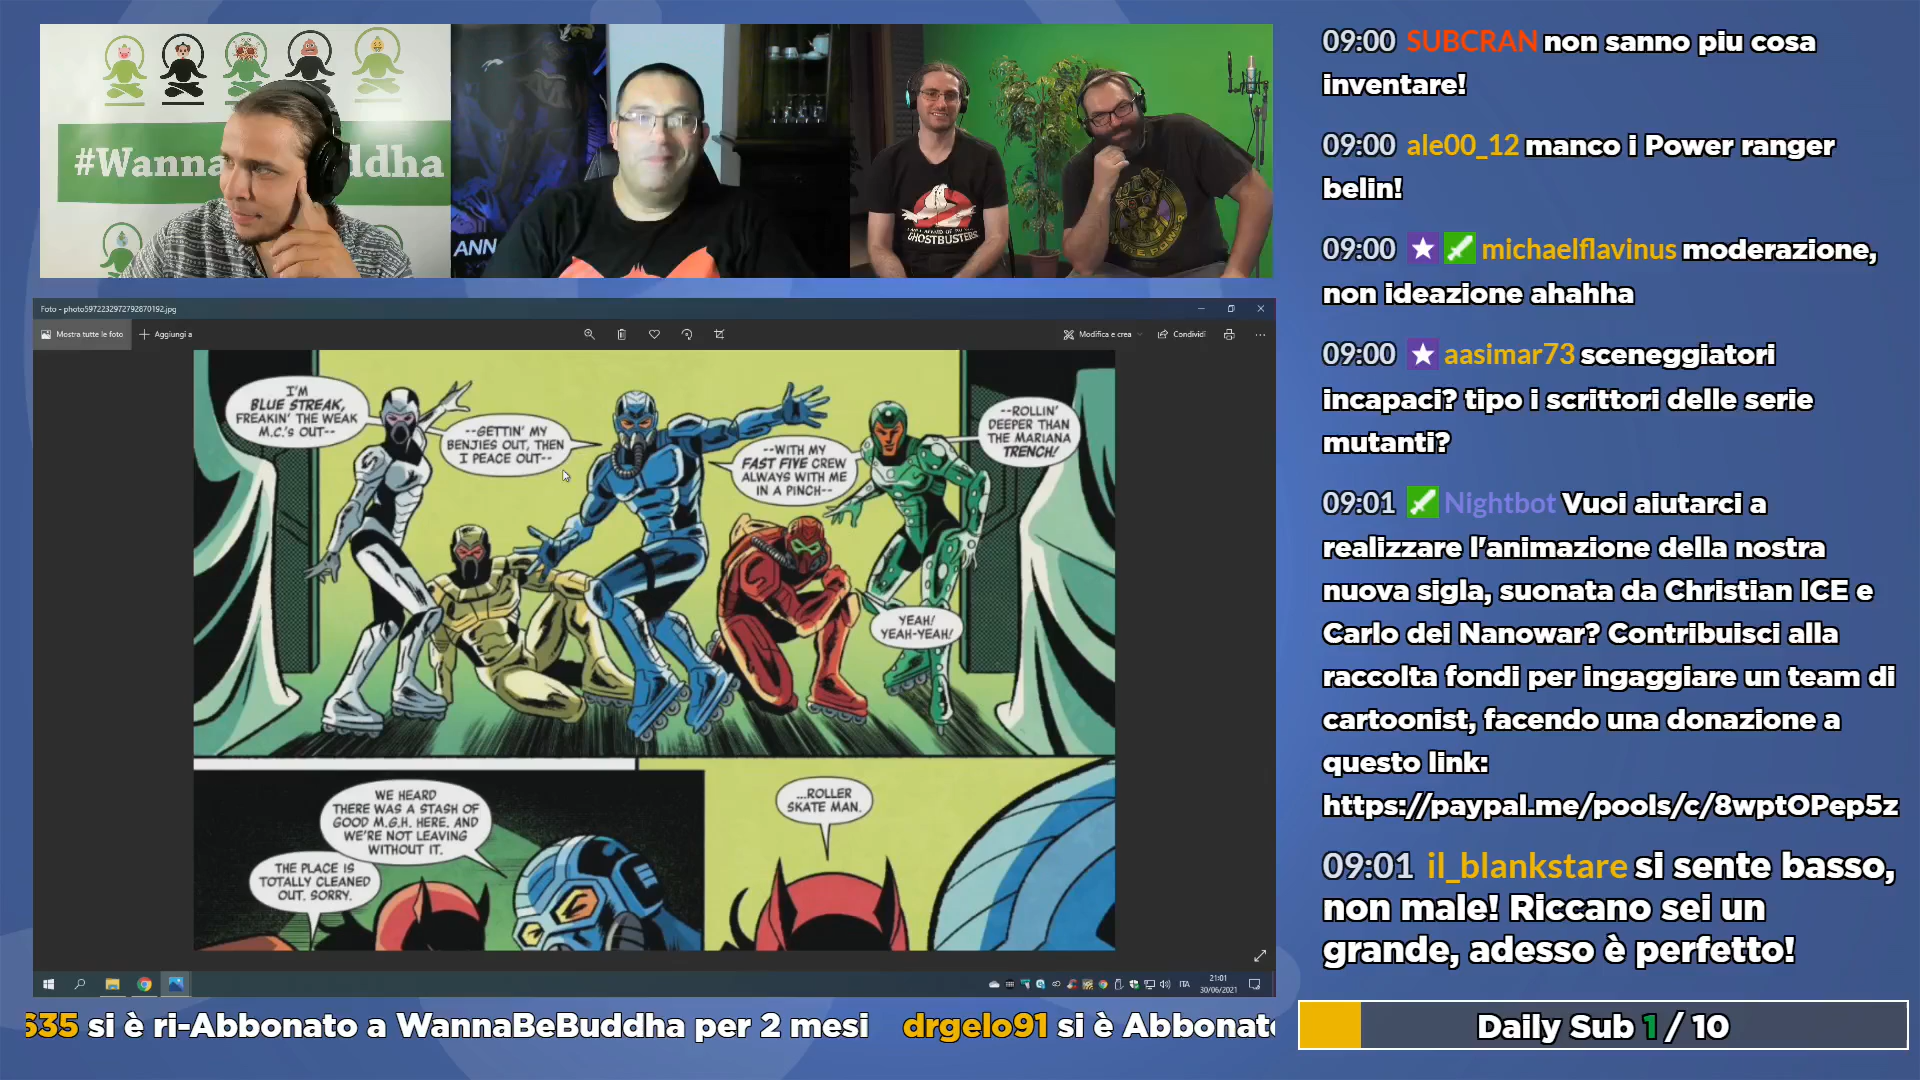 #Wanna
ddha
ANN
GHOSTBUSTERS
Foto - photo5972232972792870192.jpg
Mostra tutte le foto
Aggiungi a
Modifica e crea
Condividi
I'M
BLUE STREAK,
FREAKIN' THE WEAK
M.C.'s OUT--
--GETTIN' MY
BENJIES OUT, THEN
I PEACE OUT--
--WITH MY
FAST FIVE CREW
ALWAYS WITH ME
IN A PINCH--
--ROLLIN'
DEEPER THAN
THE MARIANA
TRENCH!
YEAH!
YEAH-YEAH!
WE HEARD
THERE WAS A STASH OF
GOOD M.G.H. HERE. AND
WE'RE NOT LEAVING
WITHOUT IT.
THE PLACE IS
TOTALLY CLEANED
OUT. SORRY.
...ROLLER
SKATE MAN.
ITA
21:01
30/06/2021
635 si è ri-Abbonato a WannaBeBuddha per 2 mesi drgelo91 si è Abbonato
09:00 SUBCRAN non sanno piu cosa
inventare!
09:00 ale00_12 manco i Power ranger
belin!
09:00 michaelflavinus moderazione,
non ideazione ahahha
09:00 aasimar73 sceneggiatori
incapaci? tipo i scrittori delle serie
mutanti?
09:01 Nightbot Vuoi aiutarci a
realizzare l'animazione della nostra
nuova sigla, suonata da Christian ICE e
Carlo dei Nanowar? Contribuisci alla
raccolta fondi per ingaggiare un team di
cartoonist, facendo una donazione a
questo link:
https://paypal.me/pools/c/8wptOPep5z
09:01 il_blankstare si sente basso,
non male! Riccano sei un
grande, adesso è perfetto!
Daily Sub 1 / 10